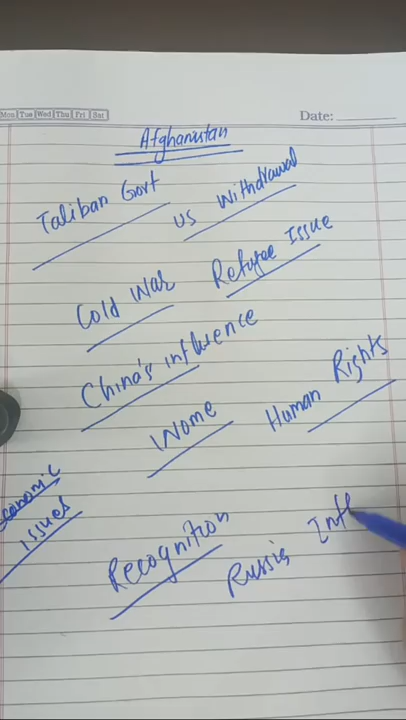 Mon Tue Wed Thu Fri Sat
Date:
Afghanistan
Taliban Govt
US Withdrawal
Cold War
Refugee Issue
China's influence
Wome
Human Rights
Economic
Issues
Recognition
Russia Infl